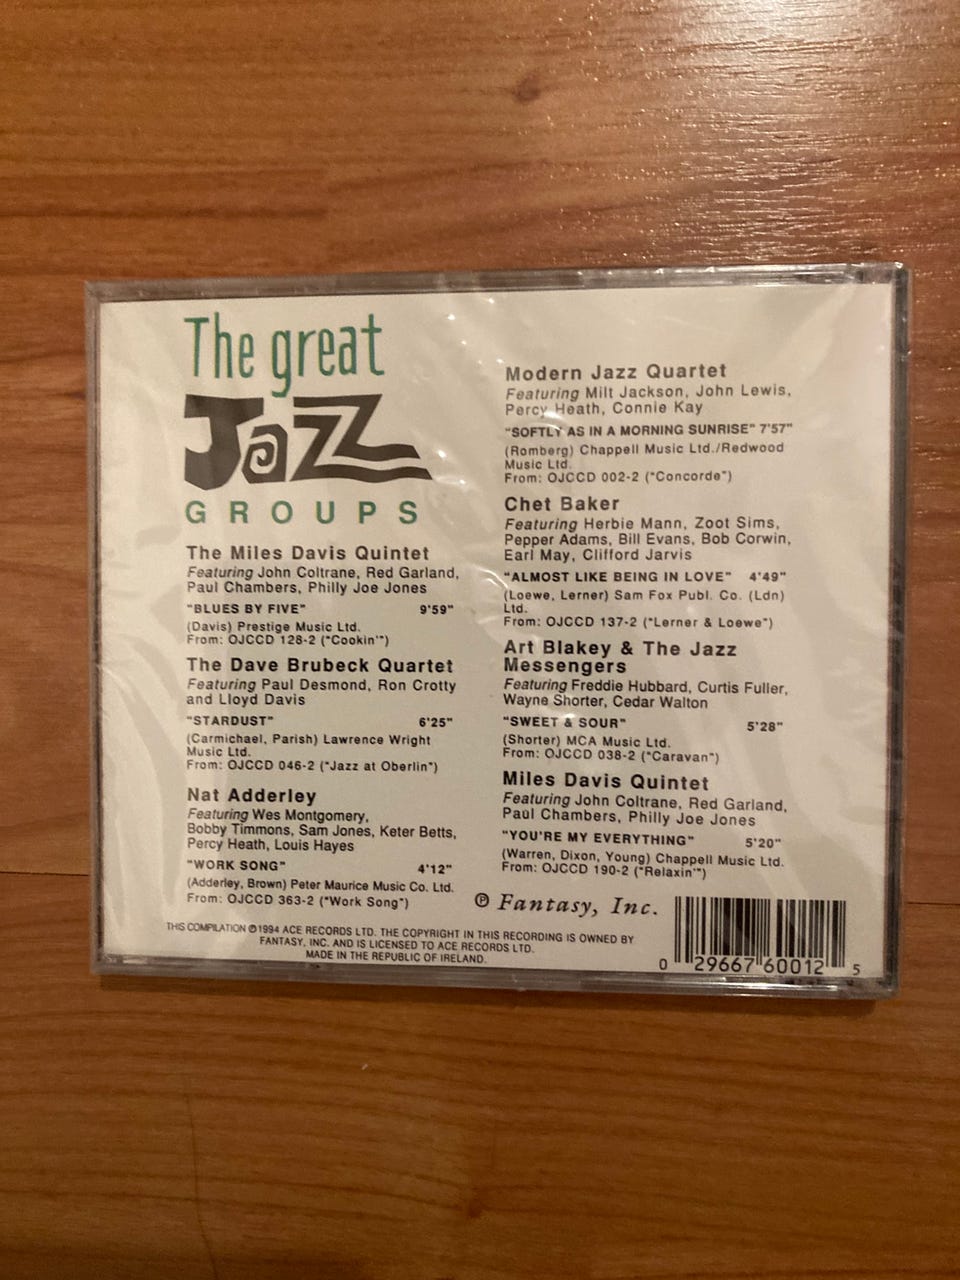 The great
JaZZ
GROUPS
The Miles Davis Quintet
Featuring John Coltrane, Red Garland,
Paul Chambers, Philly Joe Jones
"BLUES BY FIVE" 9'59"
(Davis) Prestige Music Ltd.
From: OJCCD 128-2 ("Cookin'")
The Dave Brubeck Quartet
Featuring Paul Desmond, Ron Crotty
and Lloyd Davis
"STARDUST" 6'25"
(Carmichael, Parish) Lawrence Wright
Music Ltd.
From: OJCCD 046-2 ("Jazz at Oberlin")
Nat Adderley
Featuring Wes Montgomery,
Bobby Timmons, Sam Jones, Keter Betts,
Percy Heath, Louis Hayes
"WORK SONG" 4'12"
(Adderley, Brown) Peter Maurice Music Co. Ltd.
From: OJCCD 363-2 ("Work Song")
Modern Jazz Quartet
Featuring Milt Jackson, John Lewis,
Percy Heath, Connie Kay
"SOFTLY AS IN A MORNING SUNRISE" 7'57"
(Romberg) Chappell Music Ltd./Redwood
Music Ltd.
From: OJCCD 002-2 ("Concorde")
Chet Baker
Featuring Herbie Mann, Zoot Sims,
Pepper Adams, Bill Evans, Bob Corwin,
Earl May, Clifford Jarvis
"ALMOST LIKE BEING IN LOVE" 4'49"
(Loewe, Lerner) Sam Fox Publ. Co. (Ldn)
Ltd.
From: OJCCD 137-2 ("Lerner & Loewe")
Art Blakey & The Jazz
Messengers
Featuring Freddie Hubbard, Curtis Fuller,
Wayne Shorter, Cedar Walton
"SWEET & SOUR" 5'28"
(Shorter) MCA Music Ltd.
From: OJCCD 038-2 ("Caravan")
Miles Davis Quintet
Featuring John Coltrane, Red Garland,
Paul Chambers, Philly Joe Jones
"YOU'RE MY EVERYTHING" 5'20"
(Warren, Dixon, Young) Chappell Music Ltd.
From: OJCCD 190-2 ("Relaxin'")
℗ Fantasy, Inc.
THIS COMPILATION ℗1994 ACE RECORDS LTD. THE COPYRIGHT IN THIS RECORDING IS OWNED BY
FANTASY, INC. AND IS LICENSED TO ACE RECORDS LTD.
MADE IN THE REPUBLIC OF IRELAND.
0 29667 60012 5